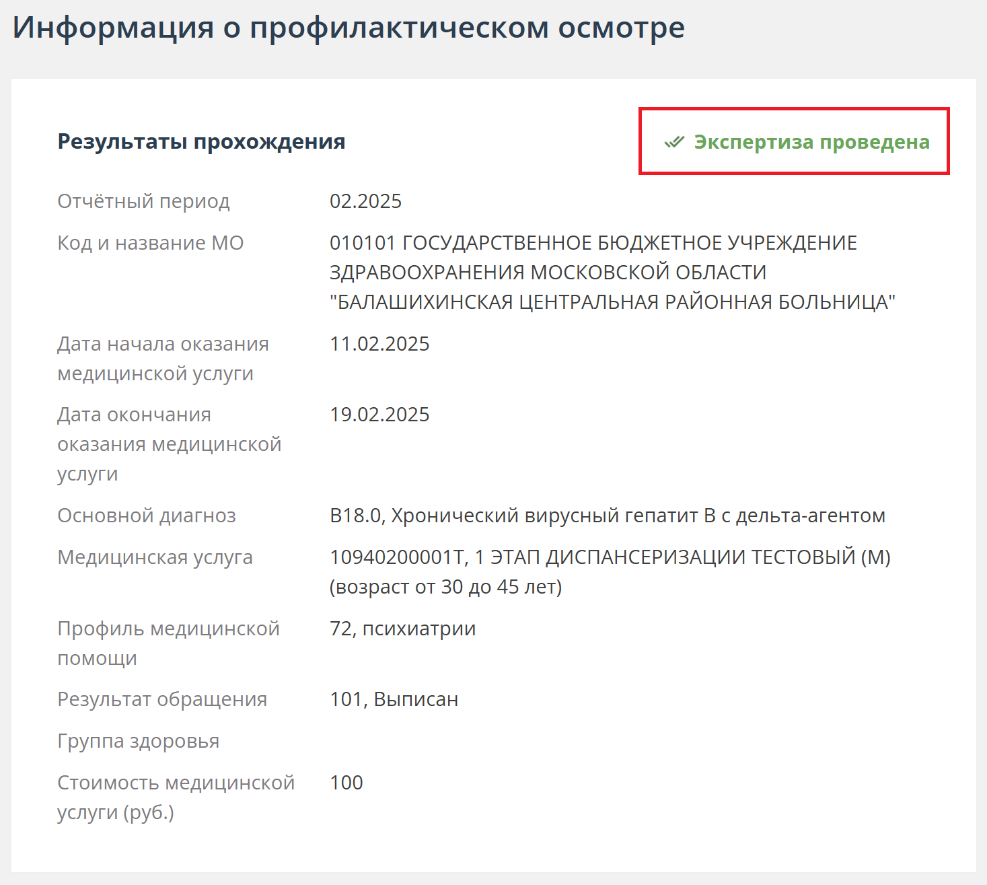 Информация о профилактическом осмотре
Результаты прохождения
Экспертиза проведена
Отчётный период 02.2025
Код и название МО 010101 ГОСУДАРСТВЕННОЕ БЮДЖЕТНОЕ УЧРЕЖДЕНИЕ
ЗДРАВООХРАНЕНИЯ МОСКОВСКОЙ ОБЛАСТИ
"БАЛАШИХИНСКАЯ ЦЕНТРАЛЬНАЯ РАЙОННАЯ БОЛЬНИЦА"
Дата начала оказания 11.02.2025
медицинской услуги
Дата окончания 19.02.2025
оказания медицинской
услуги
Основной диагноз B18.0, Хронический вирусный гепатит B с дельта-агентом
Медицинская услуга 10940200001Т, 1 ЭТАП ДИСПАНСЕРИЗАЦИИ ТЕСТОВЫЙ (М)
(возраст от 30 до 45 лет)
Профиль медицинской 72, психиатрии
помощи
Результат обращения 101, Выписан
Группа здоровья
Стоимость медицинской 100
услуги (руб.)